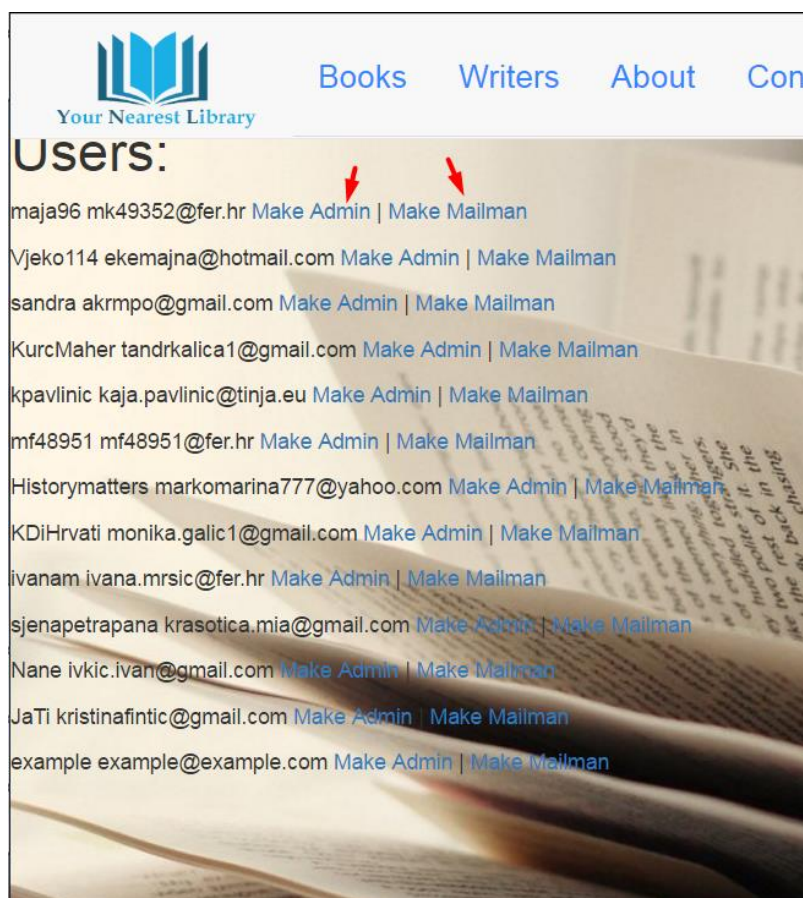 Your Nearest Library
Books Writers About Con
Users:
maja96 mk49352@fer.hr Make Admin | Make Mailman
Vjeko114 ekemajna@hotmail.com Make Admin | Make Mailman
sandra akrmpo@gmail.com Make Admin | Make Mailman
KurcMaher tandrkalica1@gmail.com Make Admin | Make Mailman
kpavlinic kaja.pavlinic@tinja.eu Make Admin | Make Mailman
mf48951 mf48951@fer.hr Make Admin | Make Mailman
Historymatters markomarina777@yahoo.com Make Admin | Make Mailman
KDiHrvati monika.galic1@gmail.com Make Admin | Make Mailman
ivanam ivana.mrsic@fer.hr Make Admin | Make Mailman
sjenapetrapana krasotica.mia@gmail.com Make Admin | Make Mailman
Nane ivkic.ivan@gmail.com Make Admin | Make Mailman
JaTi kristinafintic@gmail.com Make Admin | Make Mailman
example example@example.com Make Admin | Make Mailman